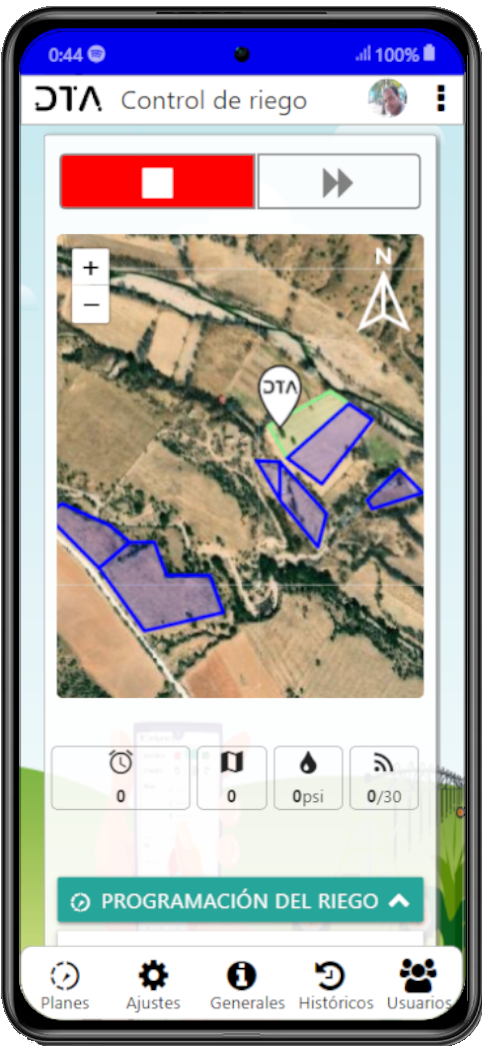 0:44 100%
DTA Control de riego
+
N
−
DTA
0 0 0psi 0/30
PROGRAMACIÓN DEL RIEGO
Planes Ajustes Generales Históricos Usuarios